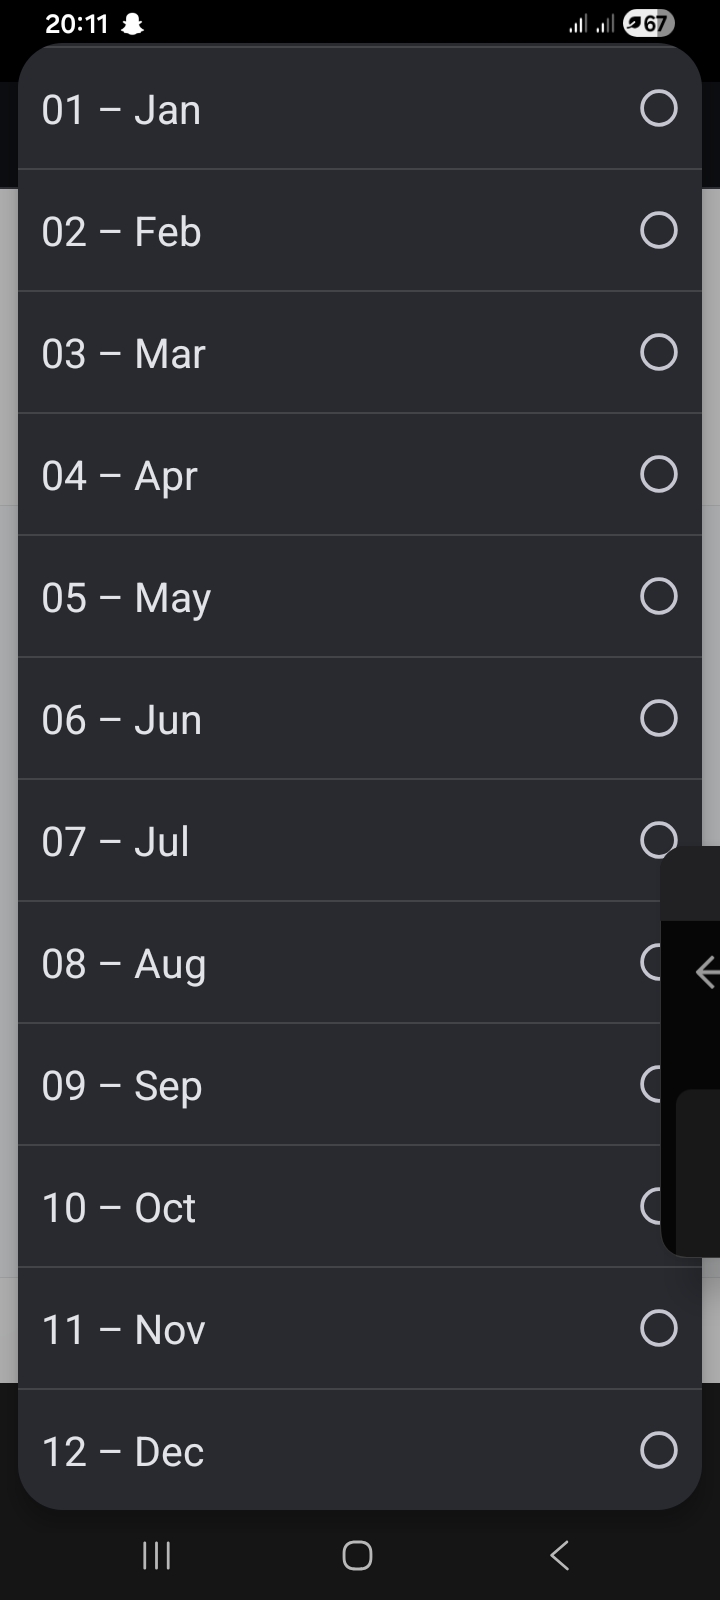 20:11
67
01 – Jan
02 – Feb
03 – Mar
04 – Apr
05 – May
06 – Jun
07 – Jul
08 – Aug
09 – Sep
10 – Oct
11 – Nov
12 – Dec